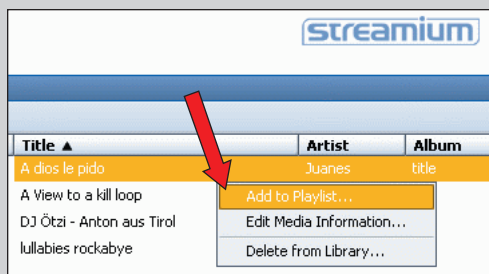 streamium
Title ▲ Artist Album
A dios le pido Juanes title
A View to a kill loop Add to Playlist...
DJ Ötzi - Anton aus Tirol Edit Media Information...
lullabies rockabye Delete from Library...